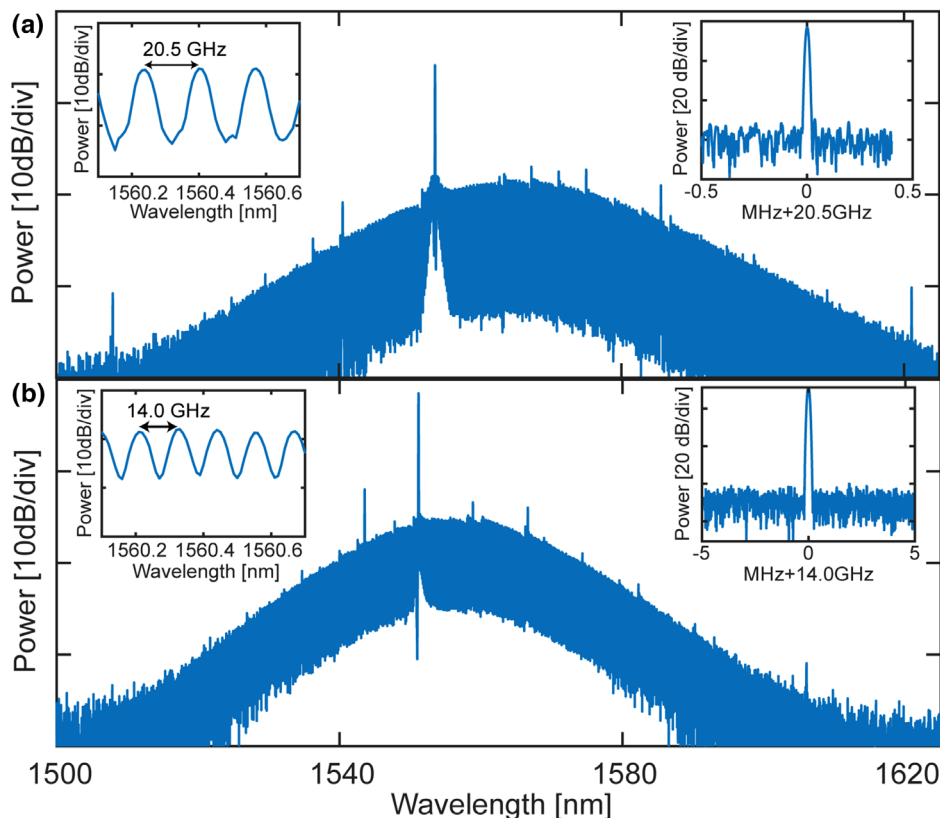 (a)
Power [10dB/div]
Power [10dB/div]
20.5 GHz
1560.2 1560.4 1560.6
Wavelength [nm]
Power [20 dB/div]
-0.5 0 0.5
MHz+20.5GHz
(b)
Power [10dB/div]
Power [10dB/div]
14.0 GHz
1560.2 1560.4 1560.6
Wavelength [nm]
Power [20 dB/div]
-5 0 5
MHz+14.0GHz
1500 1540 1580 1620
Wavelength [nm]